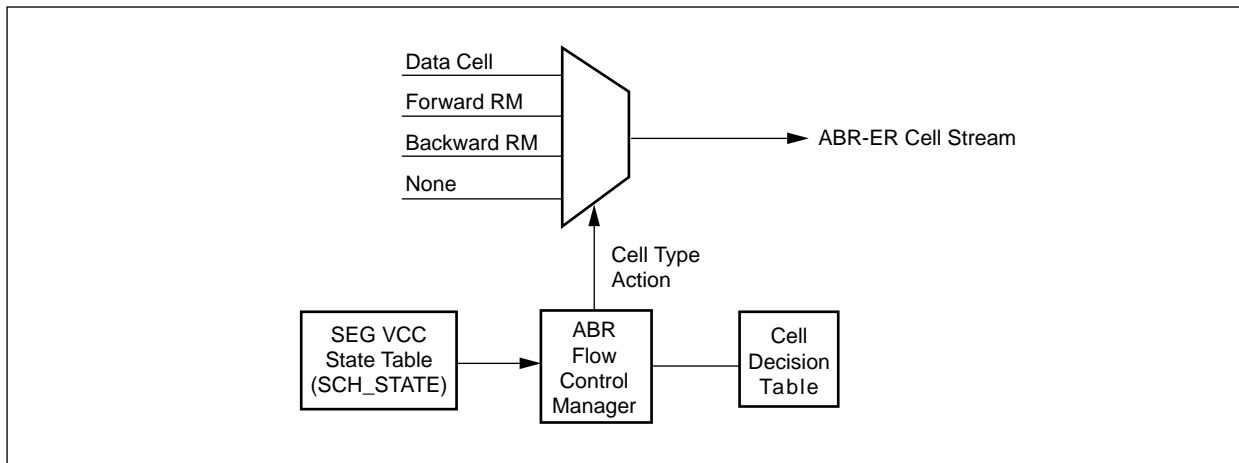 Data Cell
Forward RM
Backward RM
None
ABR-ER Cell Stream
Cell Type
Action
SEG VCC
State Table
(SCH_STATE)
ABR
Flow
Control
Manager
Cell
Decision
Table